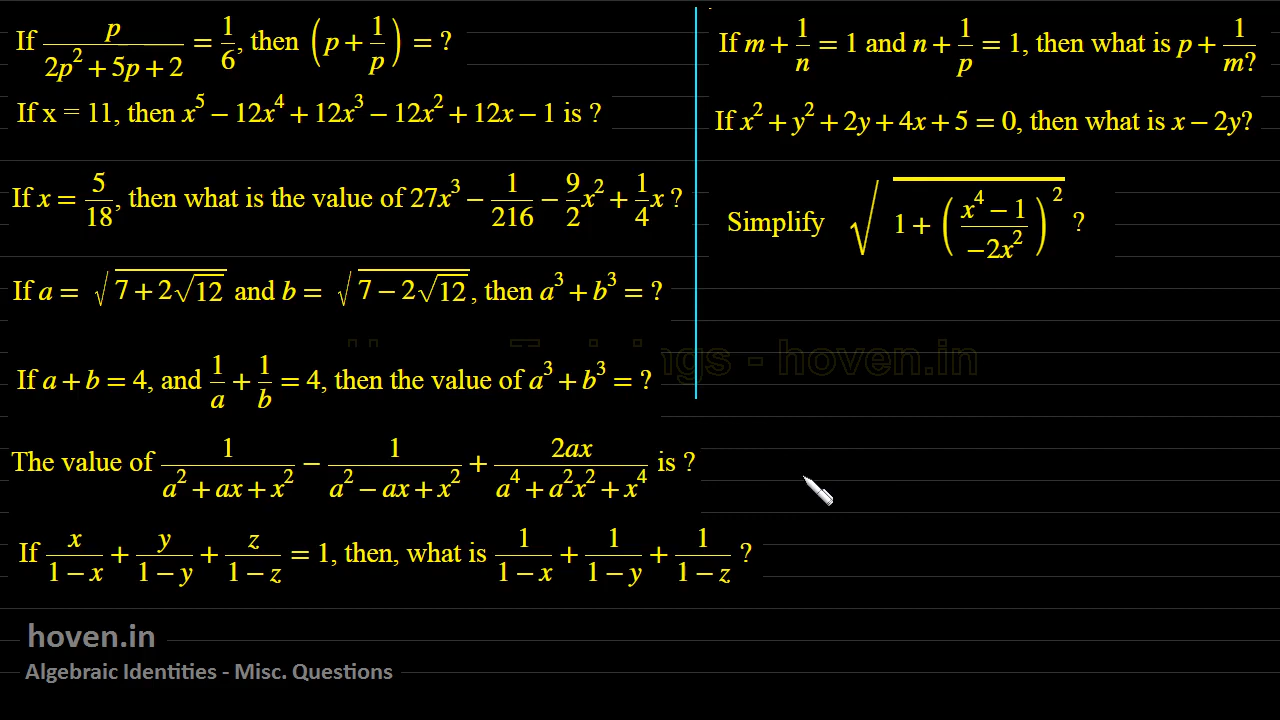 If p/(2p² + 5p + 2) = 1/6, then (p + 1/p) = ?
If x = 11, then x⁵ − 12x⁴ + 12x³ − 12x² + 12x − 1 is ?
If x = 5/18, then what is the value of 27x³ − 1/216 − 9/2 x² + 1/4 x ?
If a = √(7 + 2√12) and b = √(7 − 2√12), then a³ + b³ = ?
If a + b = 4, and 1/a + 1/b = 4, then the value of a³ + b³ = ?
The value of 1/(a² + ax + x²) − 1/(a² − ax + x²) + 2ax/(a⁴ + a²x² + x⁴) is ?
If x/(1 − x) + y/(1 − y) + z/(1 − z) = 1, then, what is 1/(1 − x) + 1/(1 − y) + 1/(1 − z) ?
If m + 1/n = 1 and n + 1/p = 1, then what is p + 1/m?
If x² + y² + 2y + 4x + 5 = 0, then what is x − 2y?
Simplify √(1 + ((x⁴ − 1)/(−2x²))²) ?
- hoven.in
hoven.in
Algebraic Identities - Misc. Questions